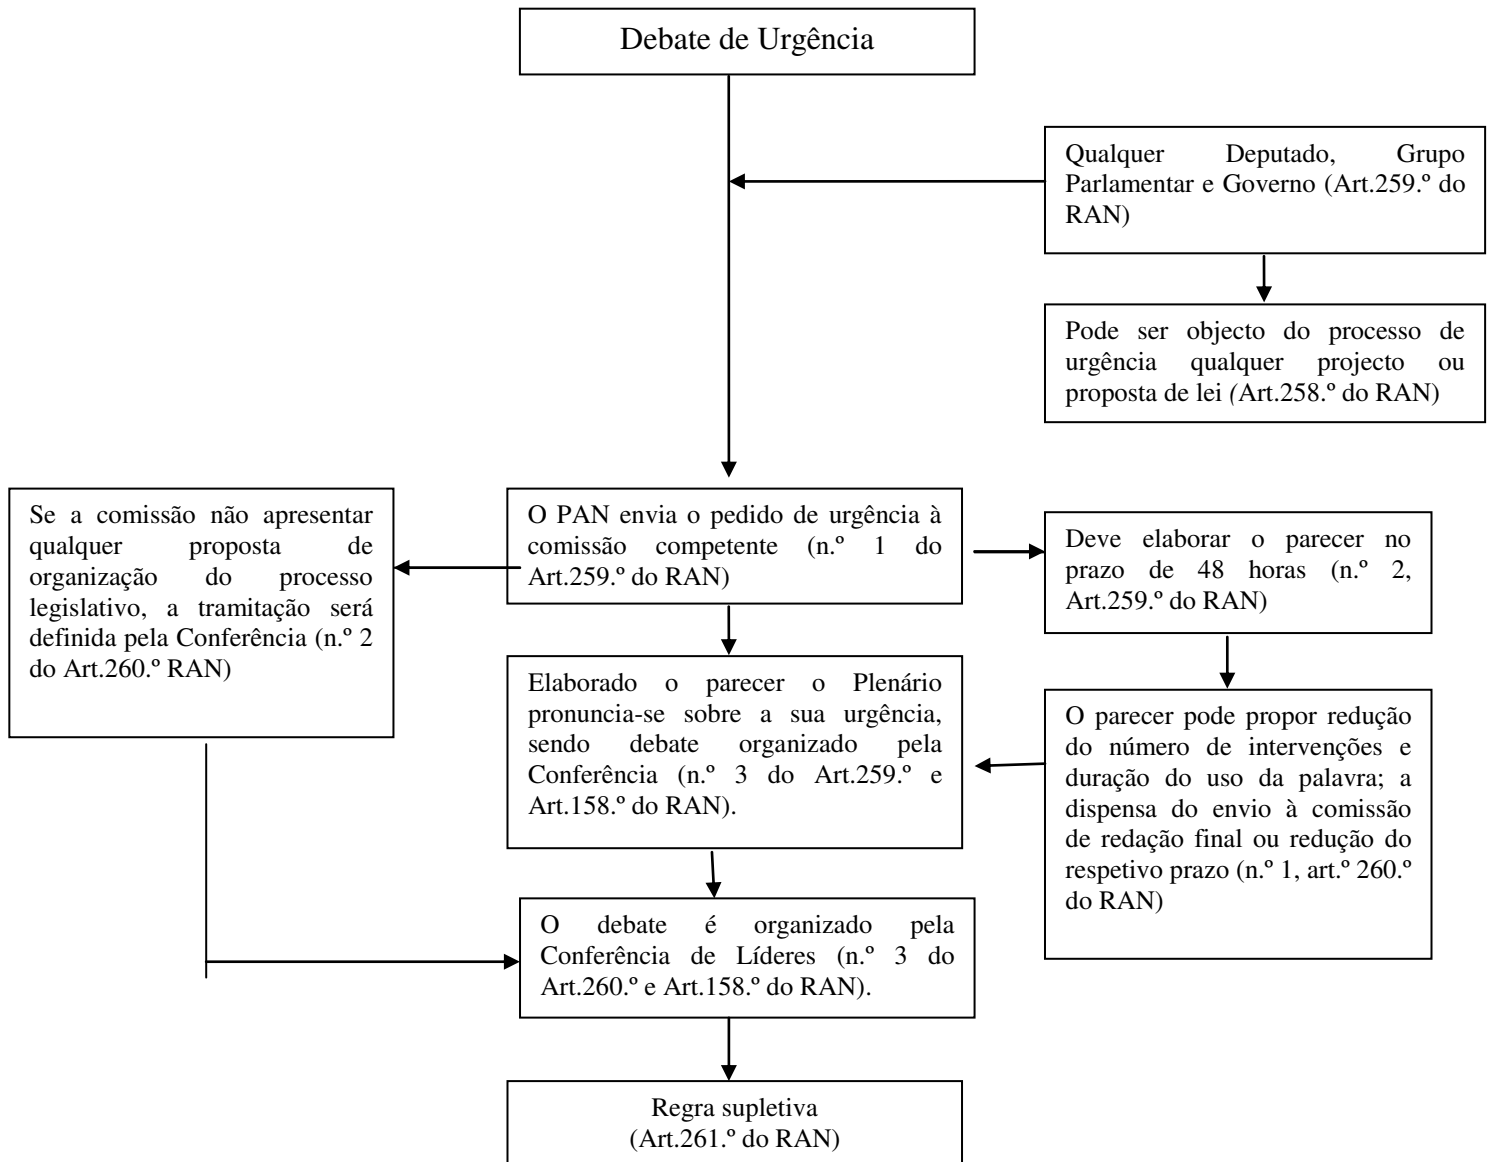 Debate de Urgência
Qualquer Deputado, Grupo
Parlamentar e Governo (Art.259.º do
RAN)
Pode ser objecto do processo de
urgência qualquer projecto ou
proposta de lei (Art.258.º do RAN)
Se a comissão não apresentar
qualquer proposta de
organização do processo
legislativo, a tramitação será
definida pela Conferência (n.º 2
do Art.260.º RAN)
O PAN envia o pedido de urgência à
comissão competente (n.º 1 do
Art.259.º do RAN)
Deve elaborar o parecer no
prazo de 48 horas (n.º 2,
Art.259.º do RAN)
Elaborado o parecer o Plenário
pronuncia-se sobre a sua urgência,
sendo debate organizado pela
Conferência (n.º 3 do Art.259.º e
Art.158.º do RAN).
O parecer pode propor redução
do número de intervenções e
duração do uso da palavra; a
dispensa do envio à comissão
de redação final ou redução do
respetivo prazo (n.º 1, art.º 260.º
do RAN)
O debate é organizado pela
Conferência de Líderes (n.º 3 do
Art.260.º e Art.158.º do RAN).
Regra supletiva
(Art.261.º do RAN)